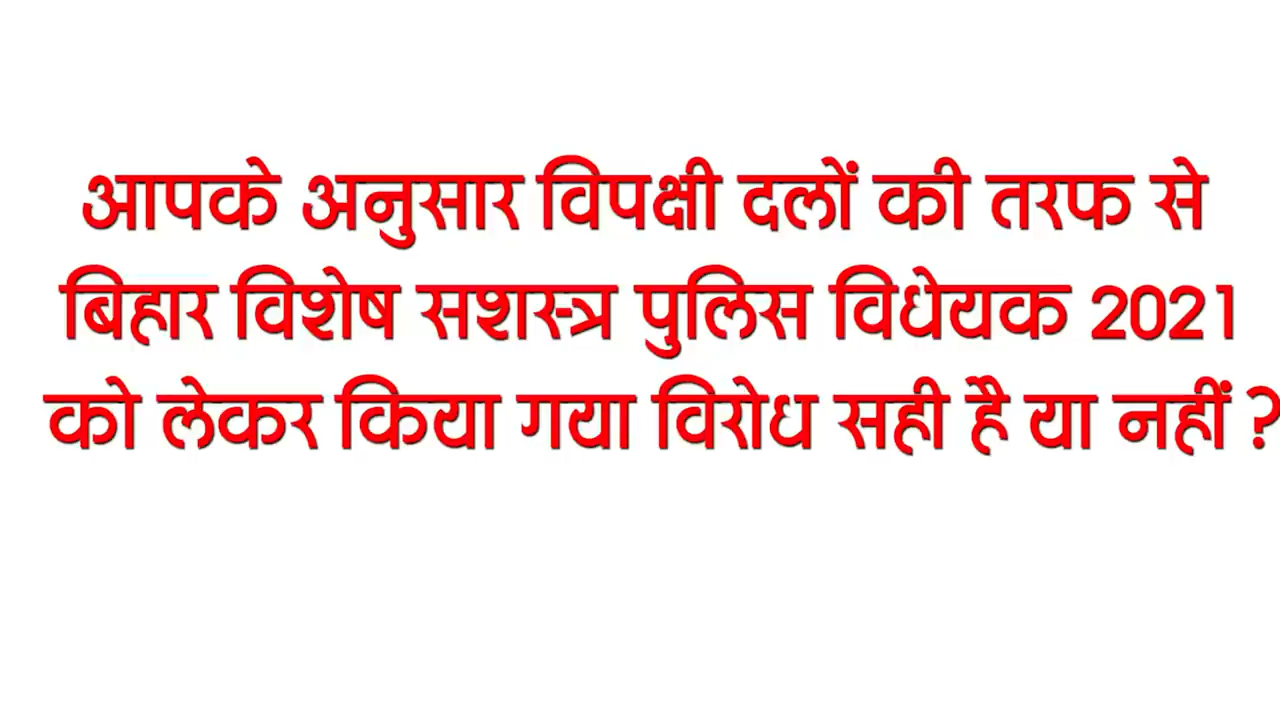 आपके अनुसार विपक्षी दलों की तरफ से
बिहार विशेष सशस्त्र पुलिस विधेयक 2021
को लेकर किया गया विरोध सही है या नहीं ?